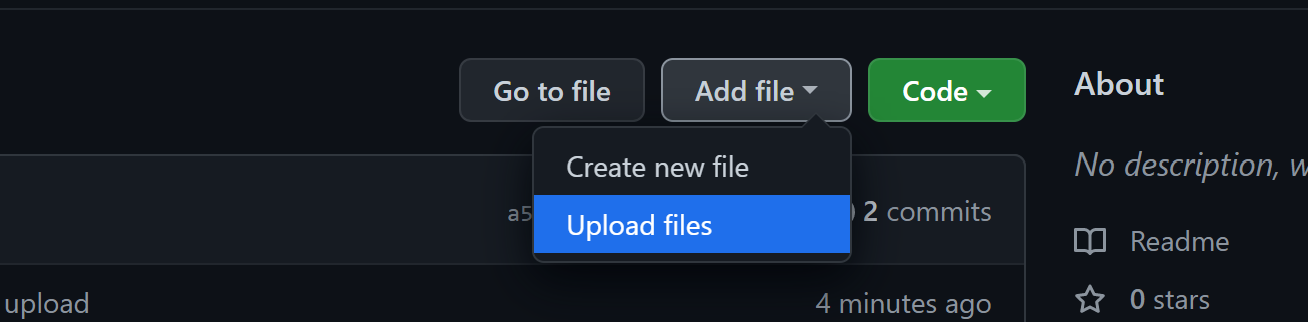 Go to file
Add file
Code
About
Create new file
No description, w
Upload files
a5
2 commits
Readme
upload
4 minutes ago
0 stars